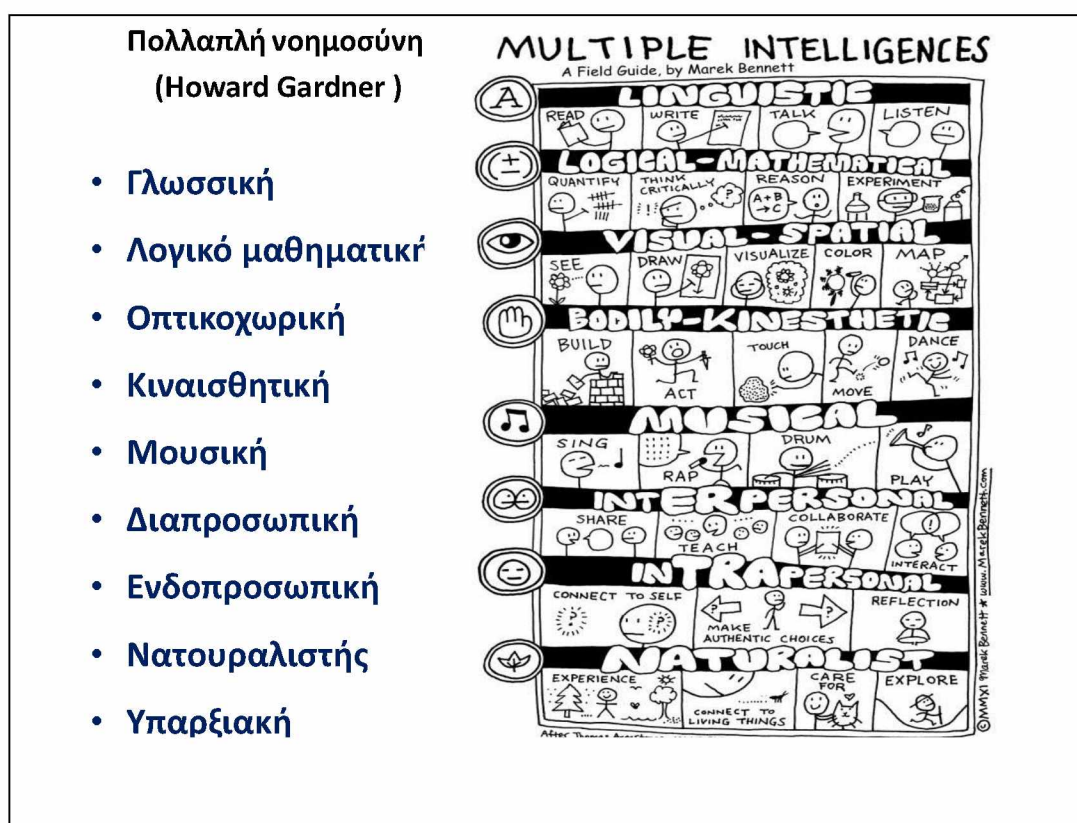 Πολλαπλή νοημοσύνη
(Howard Gardner )
• Γλωσσική
• Λογικό μαθηματική
• Οπτικοχωρική
• Κιναισθητική
• Μουσική
• Διαπροσωπική
• Ενδοπροσωπική
• Νατουραλιστής
• Υπαρξιακή
MULTIPLE INTELLIGENCES
A Field Guide, by Marek Bennett
A
LINGUISTIC
READ WRITE TALK LISTEN
±
LOGICAL-MATHEMATICAL
QUANTIFY THINK CRITICALLY REASON EXPERIMENT
!!! ? A+B →C
VISUAL-SPATIAL
SEE DRAW VISUALIZE COLOR MAP
BODILY-KINESTHETIC
BUILD ACT TOUCH MOVE DANCE
MUSICAL
SING RAP DRUM PLAY
INTERPERSONAL
SHARE TEACH COLLABORATE INTERACT
!
INTRAPERSONAL
CONNECT TO SELF MAKE AUTHENTIC CHOICES REFLECTION
? ? ? ?
NATURALIST
EXPERIENCE CONNECT TO LIVING THINGS CARE FOR EXPLORE
After Thomas
©MMXI Marek Bennett * www.MarekBennett.com